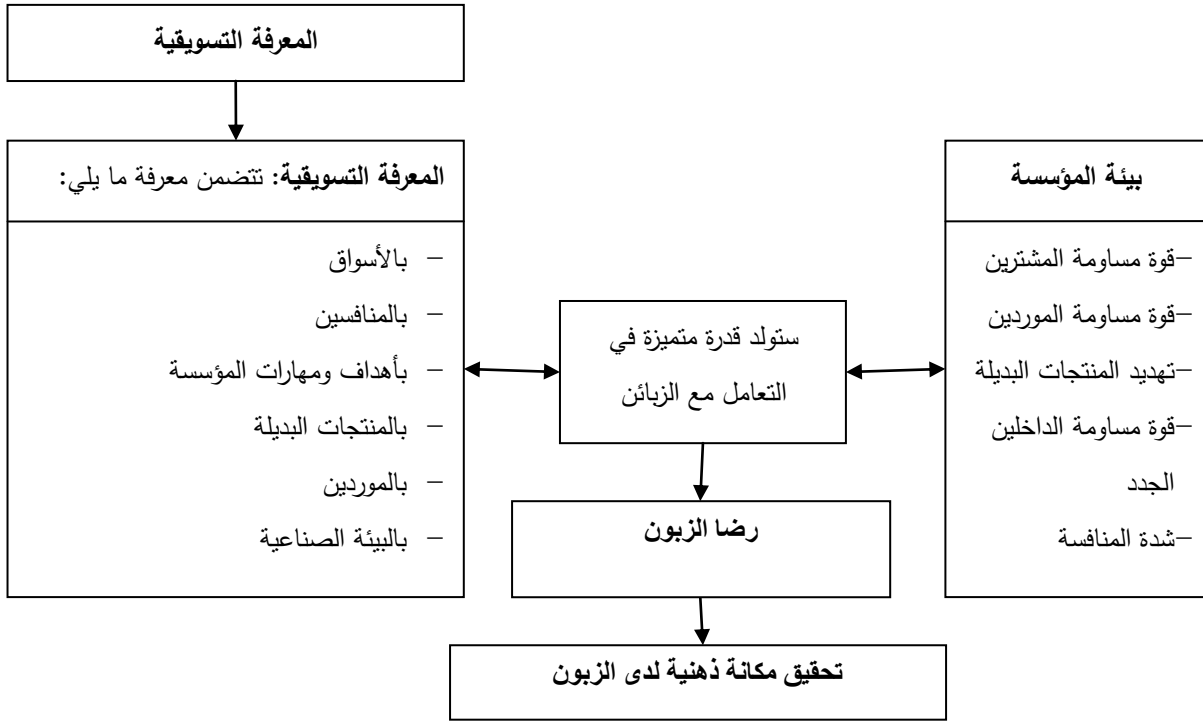 المعرفة التسويقية
بيئة المؤسسة
–قوة مساومة المشترين
–قوة مساومة الموردين
–تهديد المنتجات البديلة
–قوة مساومة الداخلين
الجدد
–شدة المنافسة
المعرفة التسويقية: تتضمن معرفة ما يلي:
– بالأسواق
– بالمنافسين
– بأهداف ومهارات المؤسسة
– بالمنتجات البديلة
– بالموردين
– بالبيئة الصناعية
ستولد قدرة متميزة في
التعامل مع الزبائن
رضا الزبون
تحقيق مكانة ذهنية لدى الزبون